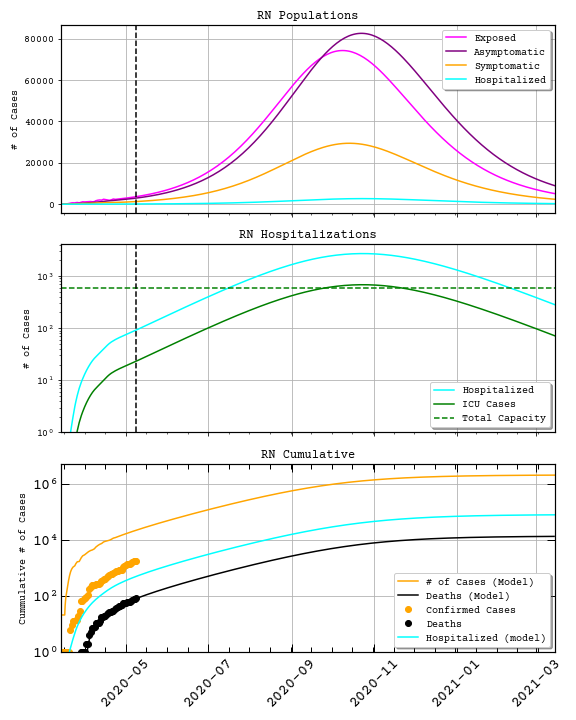 RN Populations
# of Cases
80000
60000
40000
20000
0
Exposed
Asymptomatic
Symptomatic
Hospitalized
RN Hospitalizations
# of Cases
10³
10²
10¹
10⁰
Hospitalized
ICU Cases
Total Capacity
RN Cumulative
Cummulative # of Cases
10⁶
10⁴
10²
10⁰
# of Cases (Model)
Deaths (Model)
Confirmed Cases
Deaths
Hospitalized (model)
2020-05
2020-07
2020-09
2020-11
2021-01
2021-03